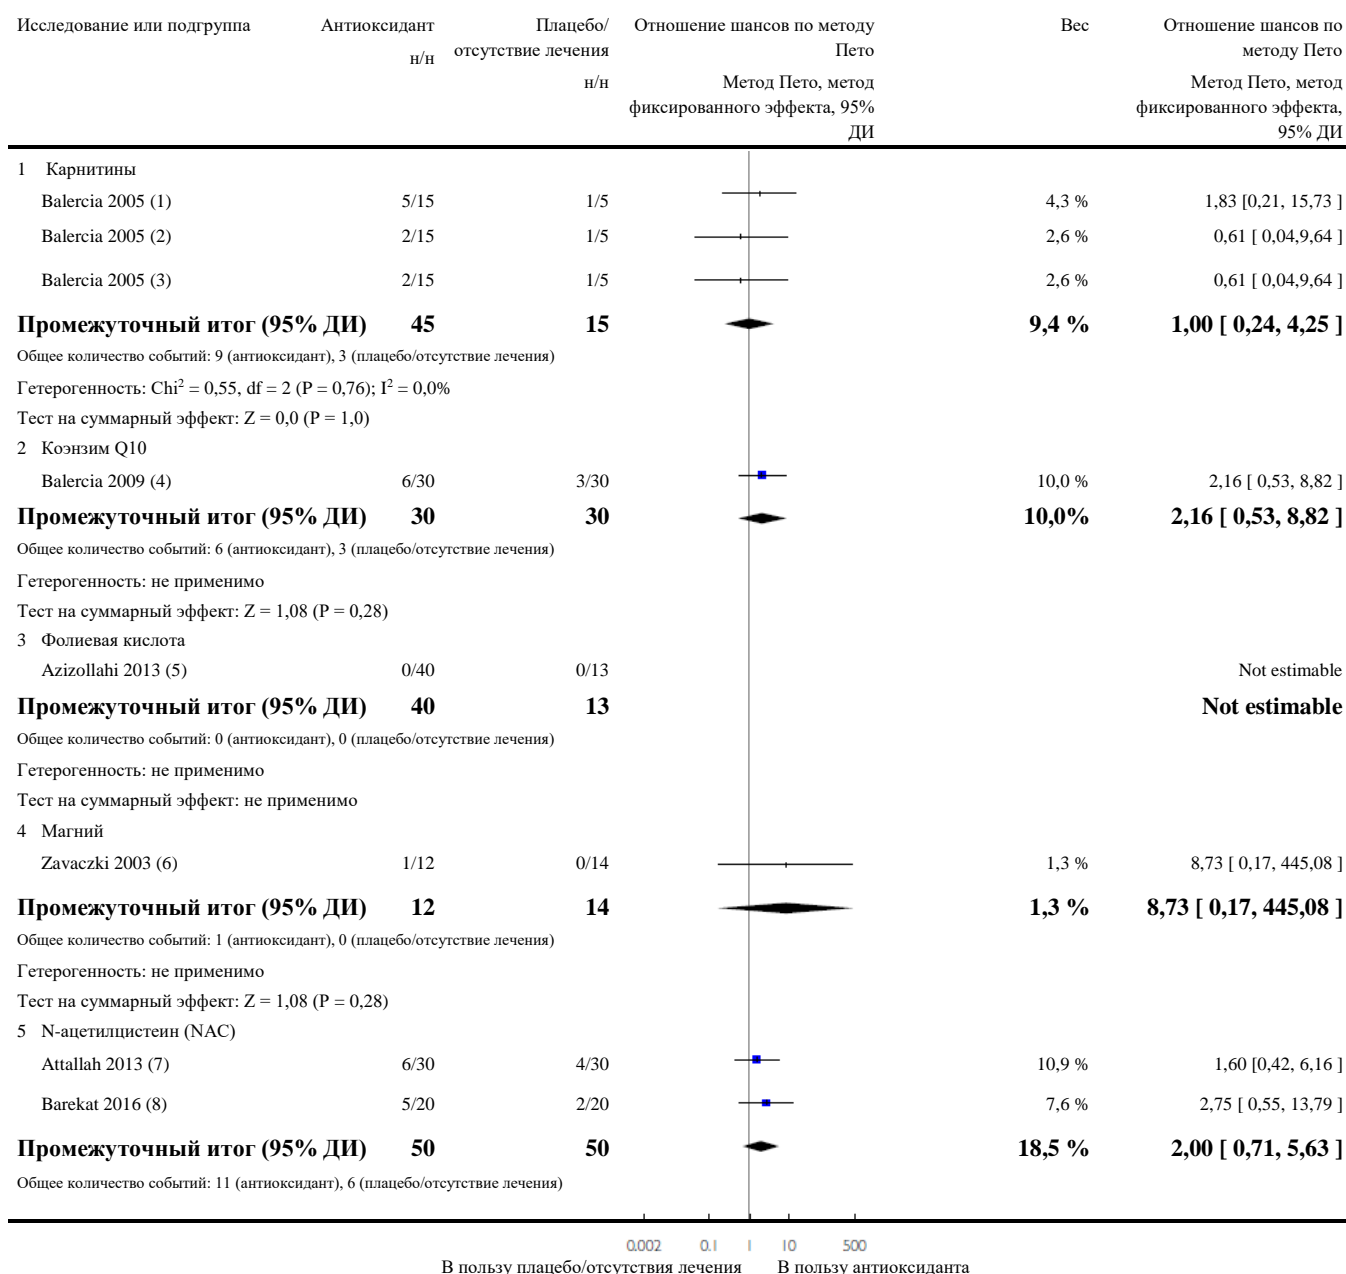 Исследование или подгруппа Антиоксидант Плацебо/ Отношение шансов по методу Вес Отношение шансов по
н/н отсутствие лечения Пето методу Пето
н/н Метод Пето, метод Метод Пето, метод
фиксированного эффекта, 95% фиксированного эффекта,
ДИ 95% ДИ
1 Карнитины
Balercia 2005 (1) 5/15 1/5 4,3 % 1,83 [0,21, 15,73 ]
Balercia 2005 (2) 2/15 1/5 2,6 % 0,61 [ 0,04,9,64 ]
Balercia 2005 (3) 2/15 1/5 2,6 % 0,61 [ 0,04,9,64 ]
Промежуточный итог (95% ДИ) 45 15 9,4 % 1,00 [ 0,24, 4,25 ]
Общее количество событий: 9 (антиоксидант), 3 (плацебо/отсутствие лечения)
Гетерогенность: Chi² = 0,55, df = 2 (P = 0,76); I² = 0,0%
Тест на суммарный эффект: Z = 0,0 (P = 1,0)
2 Коэнзим Q10
Balercia 2009 (4) 6/30 3/30 10,0 % 2,16 [ 0,53, 8,82 ]
Промежуточный итог (95% ДИ) 30 30 10,0% 2,16 [ 0,53, 8,82 ]
Общее количество событий: 6 (антиоксидант), 3 (плацебо/отсутствие лечения)
Гетерогенность: не применимо
Тест на суммарный эффект: Z = 1,08 (P = 0,28)
3 Фолиевая кислота
Azizollahi 2013 (5) 0/40 0/13 Not estimable
Промежуточный итог (95% ДИ) 40 13 Not estimable
Общее количество событий: 0 (антиоксидант), 0 (плацебо/отсутствие лечения)
Гетерогенность: не применимо
Тест на суммарный эффект: не применимо
4 Магний
Zavaczki 2003 (6) 1/12 0/14 1,3 % 8,73 [ 0,17, 445,08 ]
Промежуточный итог (95% ДИ) 12 14 1,3 % 8,73 [ 0,17, 445,08 ]
Общее количество событий: 1 (антиоксидант), 0 (плацебо/отсутствие лечения)
Гетерогенность: не применимо
Тест на суммарный эффект: Z = 1,08 (P = 0,28)
5 N-ацетилцистеин (NAC)
Attallah 2013 (7) 6/30 4/30 10,9 % 1,60 [0,42, 6,16 ]
Barekat 2016 (8) 5/20 2/20 7,6 % 2,75 [ 0,55, 13,79 ]
Промежуточный итог (95% ДИ) 50 50 18,5 % 2,00 [ 0,71, 5,63 ]
Общее количество событий: 11 (антиоксидант), 6 (плацебо/отсутствие лечения)
0.002 0.1 1 10 500
В пользу плацебо/отсутствия лечения В пользу антиоксиданта